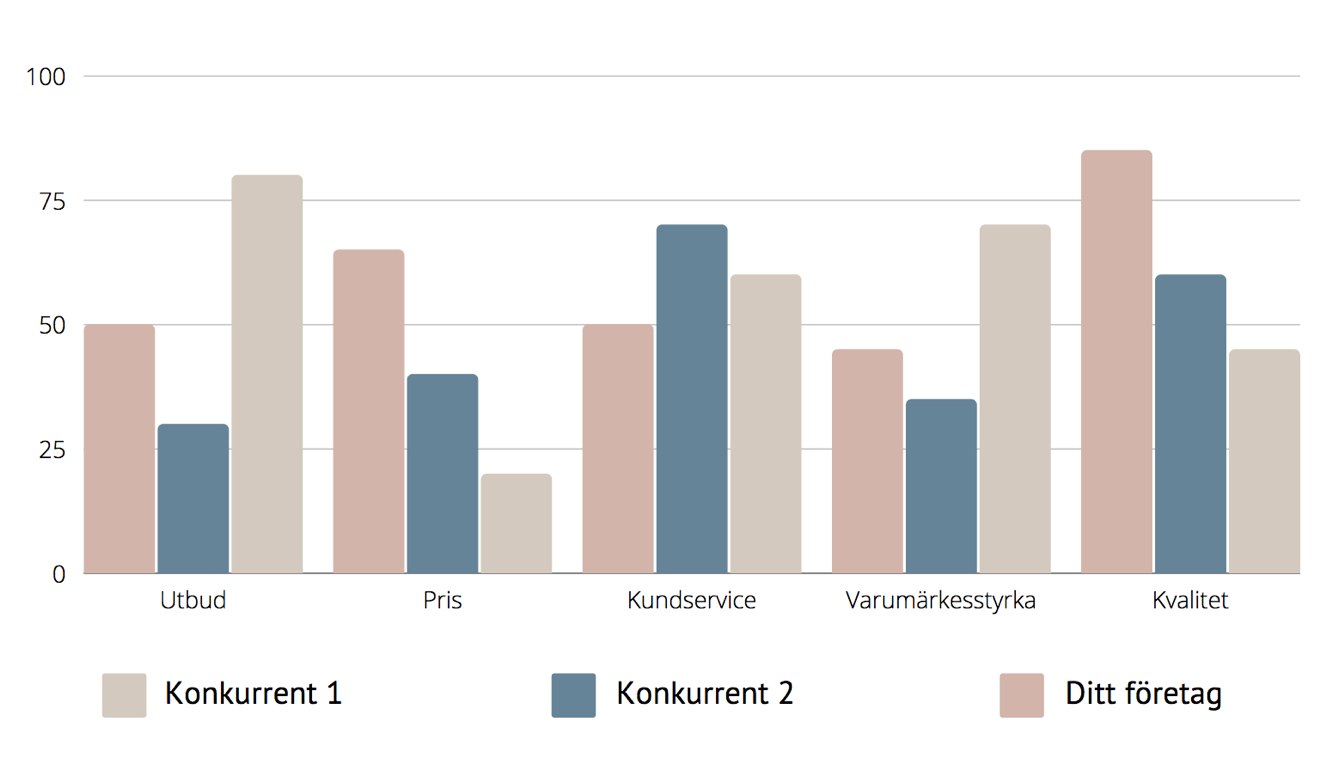 100
75
50
25
0
Utbud Pris Kundservice Varumärkesstyrka Kvalitet
Konkurrent 1 Konkurrent 2 Ditt företag